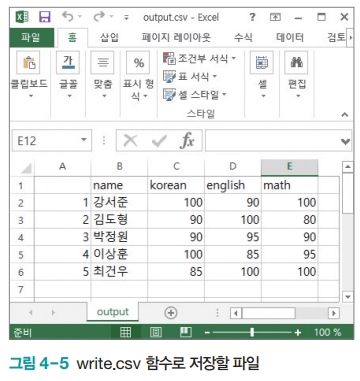 output.csv - Excel
파일 홈 삽입 페이지 레이아웃 수식 데이터 검토
클립보드 글꼴 맞춤 표시 형식 조건부 서식 표 서식 셀 스타일 셀 편집
스타일
E12 fx
A B C D E
1 name korean english math
2 1 강서준 100 90 100
3 2 김도형 90 100 80
4 3 박정원 90 95 90
5 4 이상훈 100 85 95
6 5 최건우 85 100 100
7
output
준비 100 %
그림 4-5 write.csv 함수로 저장할 파일